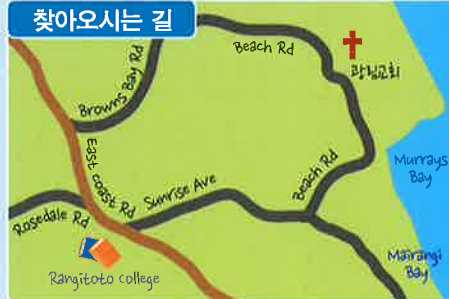 찾아오시는 길
Beach Rd
광림교회
Browns Bay Rd
East coast Rd
Sunrise Ave
Beach Rd
Murrays
Bay
Rosedale Rd
Rangitoto college
Mairangi
Bay